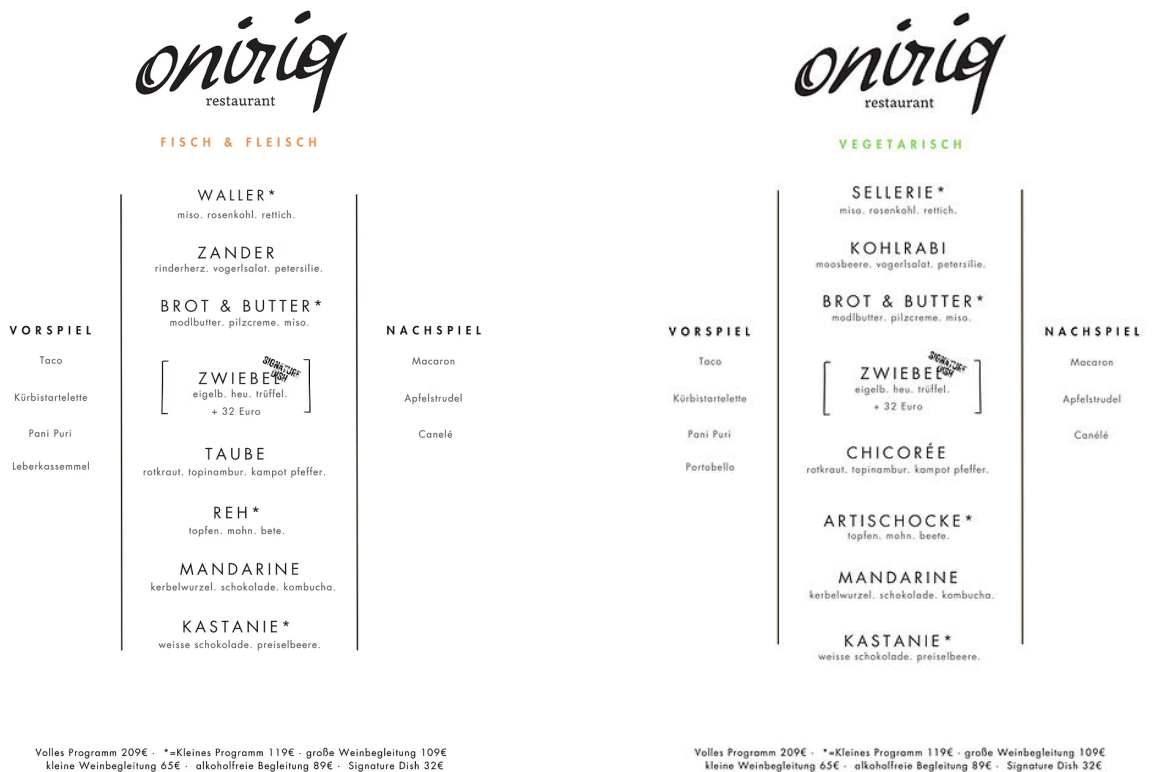 oniriq
restaurant
FISCH & FLEISCH
WALLER*
miso. rosenkohl. rettich.
ZANDER
rinderherz. vogerlsalat. petersilie.
BROT & BUTTER*
modlbutter. pilzcreme. miso.
VORSPIEL
Taco
Kürbistartelette
Pani Puri
Leberkassemmel
SIGNATURE
DISH
ZWIEBEL
eigelb. heu. trüffel.
+ 32 Euro
NACHSPIEL
Macaron
Apfelstrudel
Canelé
TAUBE
rotkraut. topinambur. kampot pfeffer.
REH*
topfen. mohn. bete.
MANDARINE
kerbelwurzel. schokolade. kombucha.
KASTANIE*
weisse schokolade. preiselbeere.
Volles Programm 209€ · *=Kleines Programm 119€ · große Weinbegleitung 109€
kleine Weinbegleitung 65€ · alkoholfreie Begleitung 89€ · Signature Dish 32€
oniriq
restaurant
VEGETARISCH
SELLERIE*
miso. rosenkohl. rettich.
KOHLRABI
moosbeere. vogerlsalat. petersilie.
BROT & BUTTER*
modlbutter. pilzcreme. miso.
VORSPIEL
Taco
Kürbistartelette
Pani Puri
Portobello
SIGNATURE
DISH
ZWIEBEL
eigelb. heu. trüffel.
+ 32 Euro
NACHSPIEL
Macaron
Apfelstrudel
Canélé
CHICORÉE
rotkraut. topinambur. kampot pfeffer.
ARTISCHOCKE*
topfen. mohn. beete.
MANDARINE
kerbelwurzel. schokolade. kombucha.
KASTANIE*
weisse schokolade. preiselbeere.
Volles Programm 209€ · *=Kleines Programm 119€ · große Weinbegleitung 109€
kleine Weinbegleitung 65€ · alkoholfreie Begleitung 89€ · Signature Dish 32€